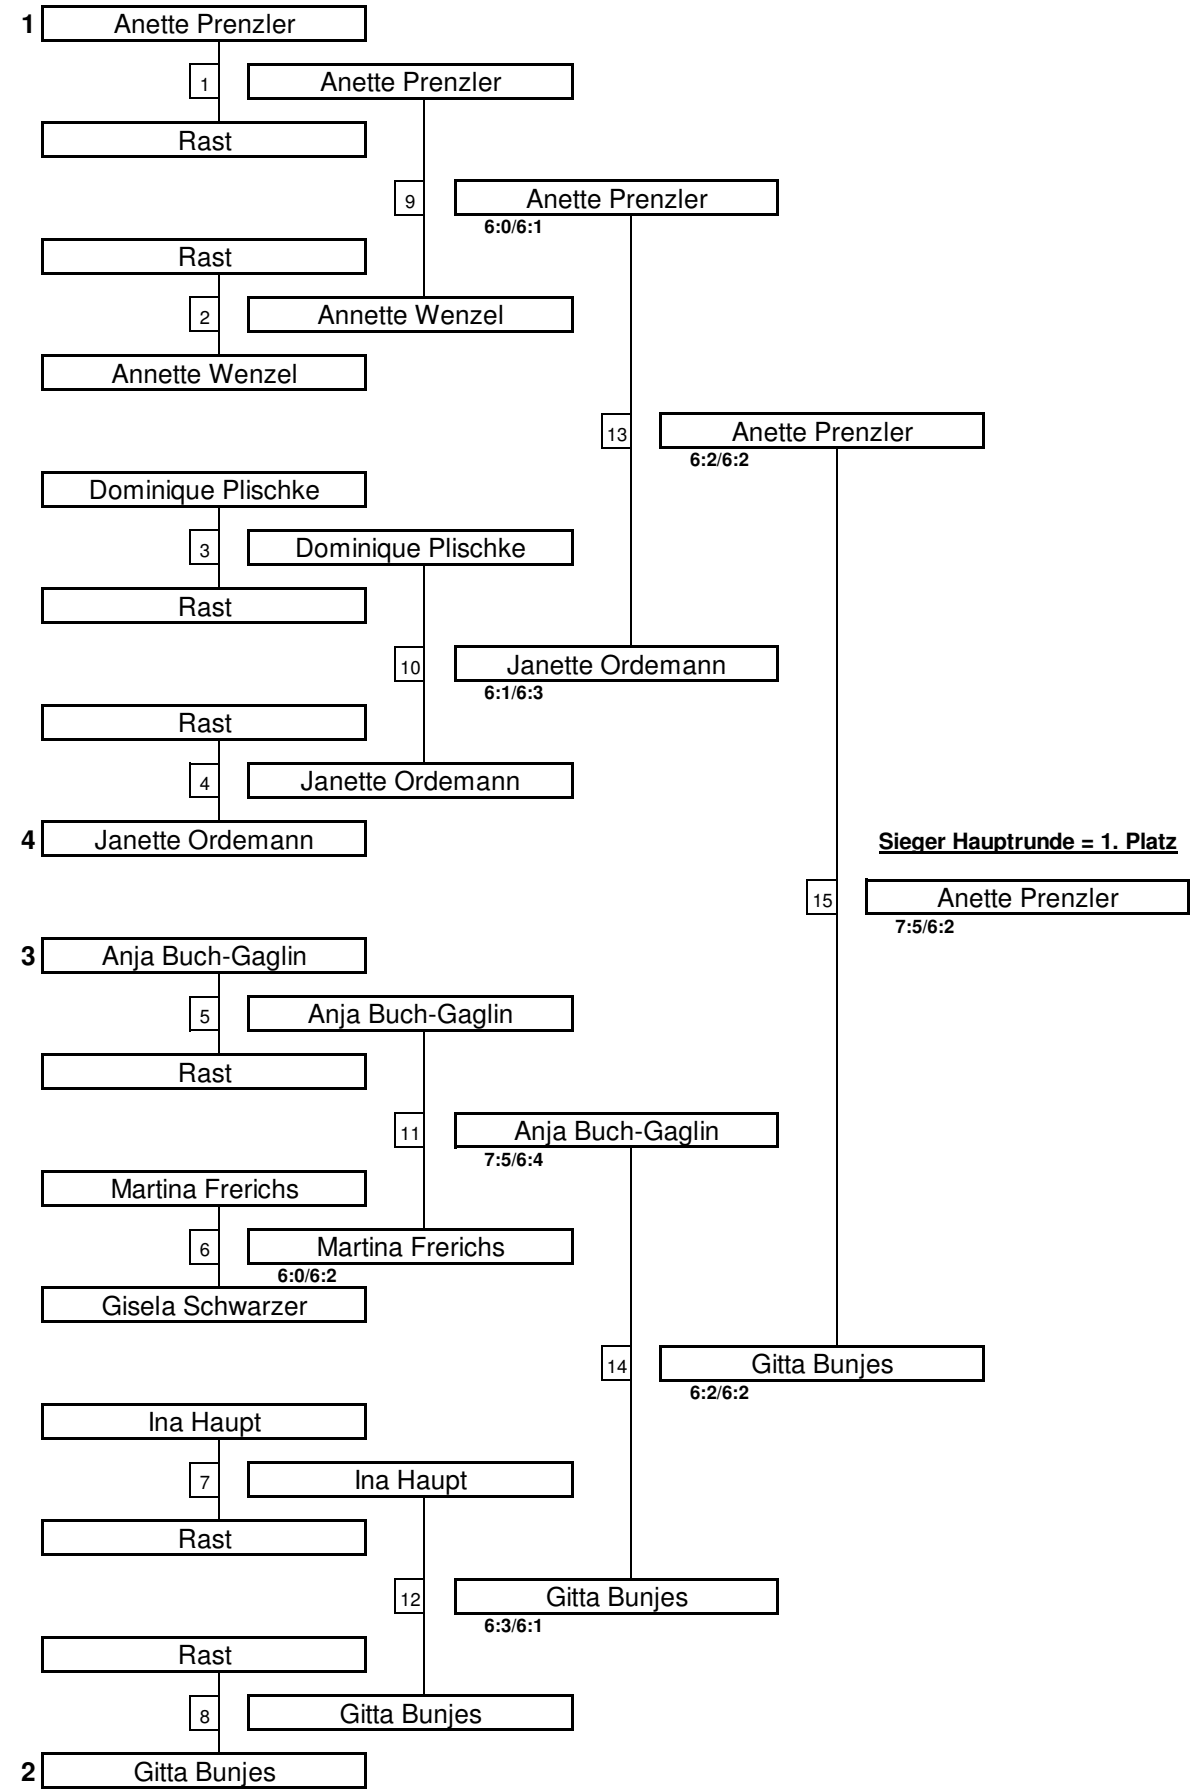 1 Anette Prenzler
1 Anette Prenzler
Rast
9 Anette Prenzler
6:0/6:1
Rast
2 Annette Wenzel
Annette Wenzel
13 Anette Prenzler
6:2/6:2
Dominique Plischke
3 Dominique Plischke
Rast
10 Janette Ordemann
6:1/6:3
Rast
4 Janette Ordemann
4 Janette Ordemann
Sieger Hauptrunde = 1. Platz
15 Anette Prenzler
7:5/6:2
3 Anja Buch-Gaglin
5 Anja Buch-Gaglin
Rast
11 Anja Buch-Gaglin
7:5/6:4
Martina Frerichs
6 Martina Frerichs
6:0/6:2
Gisela Schwarzer
14 Gitta Bunjes
6:2/6:2
Ina Haupt
7 Ina Haupt
Rast
12 Gitta Bunjes
6:3/6:1
Rast
8 Gitta Bunjes
2 Gitta Bunjes